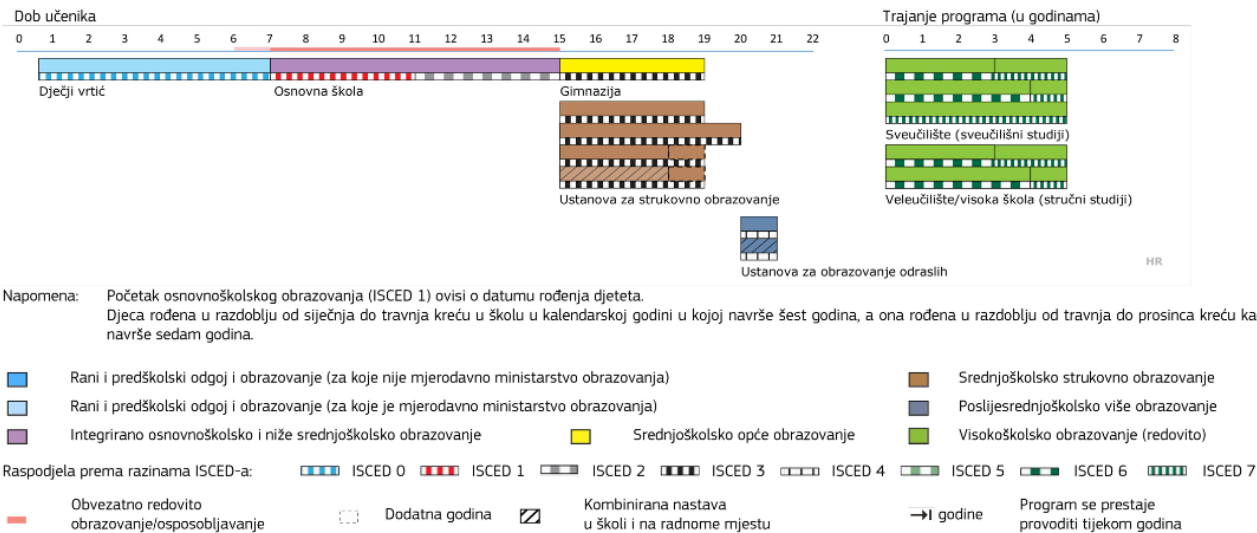 Dob učenika
Trajanje programa (u godinama)
0 1 2 3 4 5 6 7 8 9 10 11 12 13 14 15 16 17 18 19 20 21 22
0 1 2 3 4 5 6 7 8
Dječji vrtić
Osnovna škola
Gimnazija
Sveučilište (sveučilišni studiji)
Ustanova za strukovno obrazovanje
Veleučilište/visoka škola (stručni studiji)
Ustanova za obrazovanje odraslih
HR
Napomena: Početak osnovnoškolskog obrazovanja (ISCED 1) ovisi o datumu rođenja djeteta.
Djeca rođena u razdoblju od siječnja do travnja kreću u školu u kalendarskoj godini u kojoj navrše šest godina, a ona rođena u razdoblju od travnja do prosinca kreću ka
navrše sedam godina.
Rani i predškolski odgoj i obrazovanje (za koje nije mjerodavno ministarstvo obrazovanja)
Srednjoškolsko strukovno obrazovanje
Rani i predškolski odgoj i obrazovanje (za koje je mjerodavno ministarstvo obrazovanja)
Poslijesrednjoškolsko više obrazovanje
Integrirano osnovnoškolsko i niže srednjoškolsko obrazovanje
Srednjoškolsko opće obrazovanje
Visokoškolsko obrazovanje (redovito)
Raspodjela prema razinama ISCED-a: ISCED 0 ISCED 1 ISCED 2 ISCED 3 ISCED 4 ISCED 5 ISCED 6 ISCED 7
Obvezatno redovito
obrazovanje/osposobljavanje
Dodatna godina
Kombinirana nastava
u školi i na radnome mjestu
godine
Program se prestaje
provoditi tijekom godina